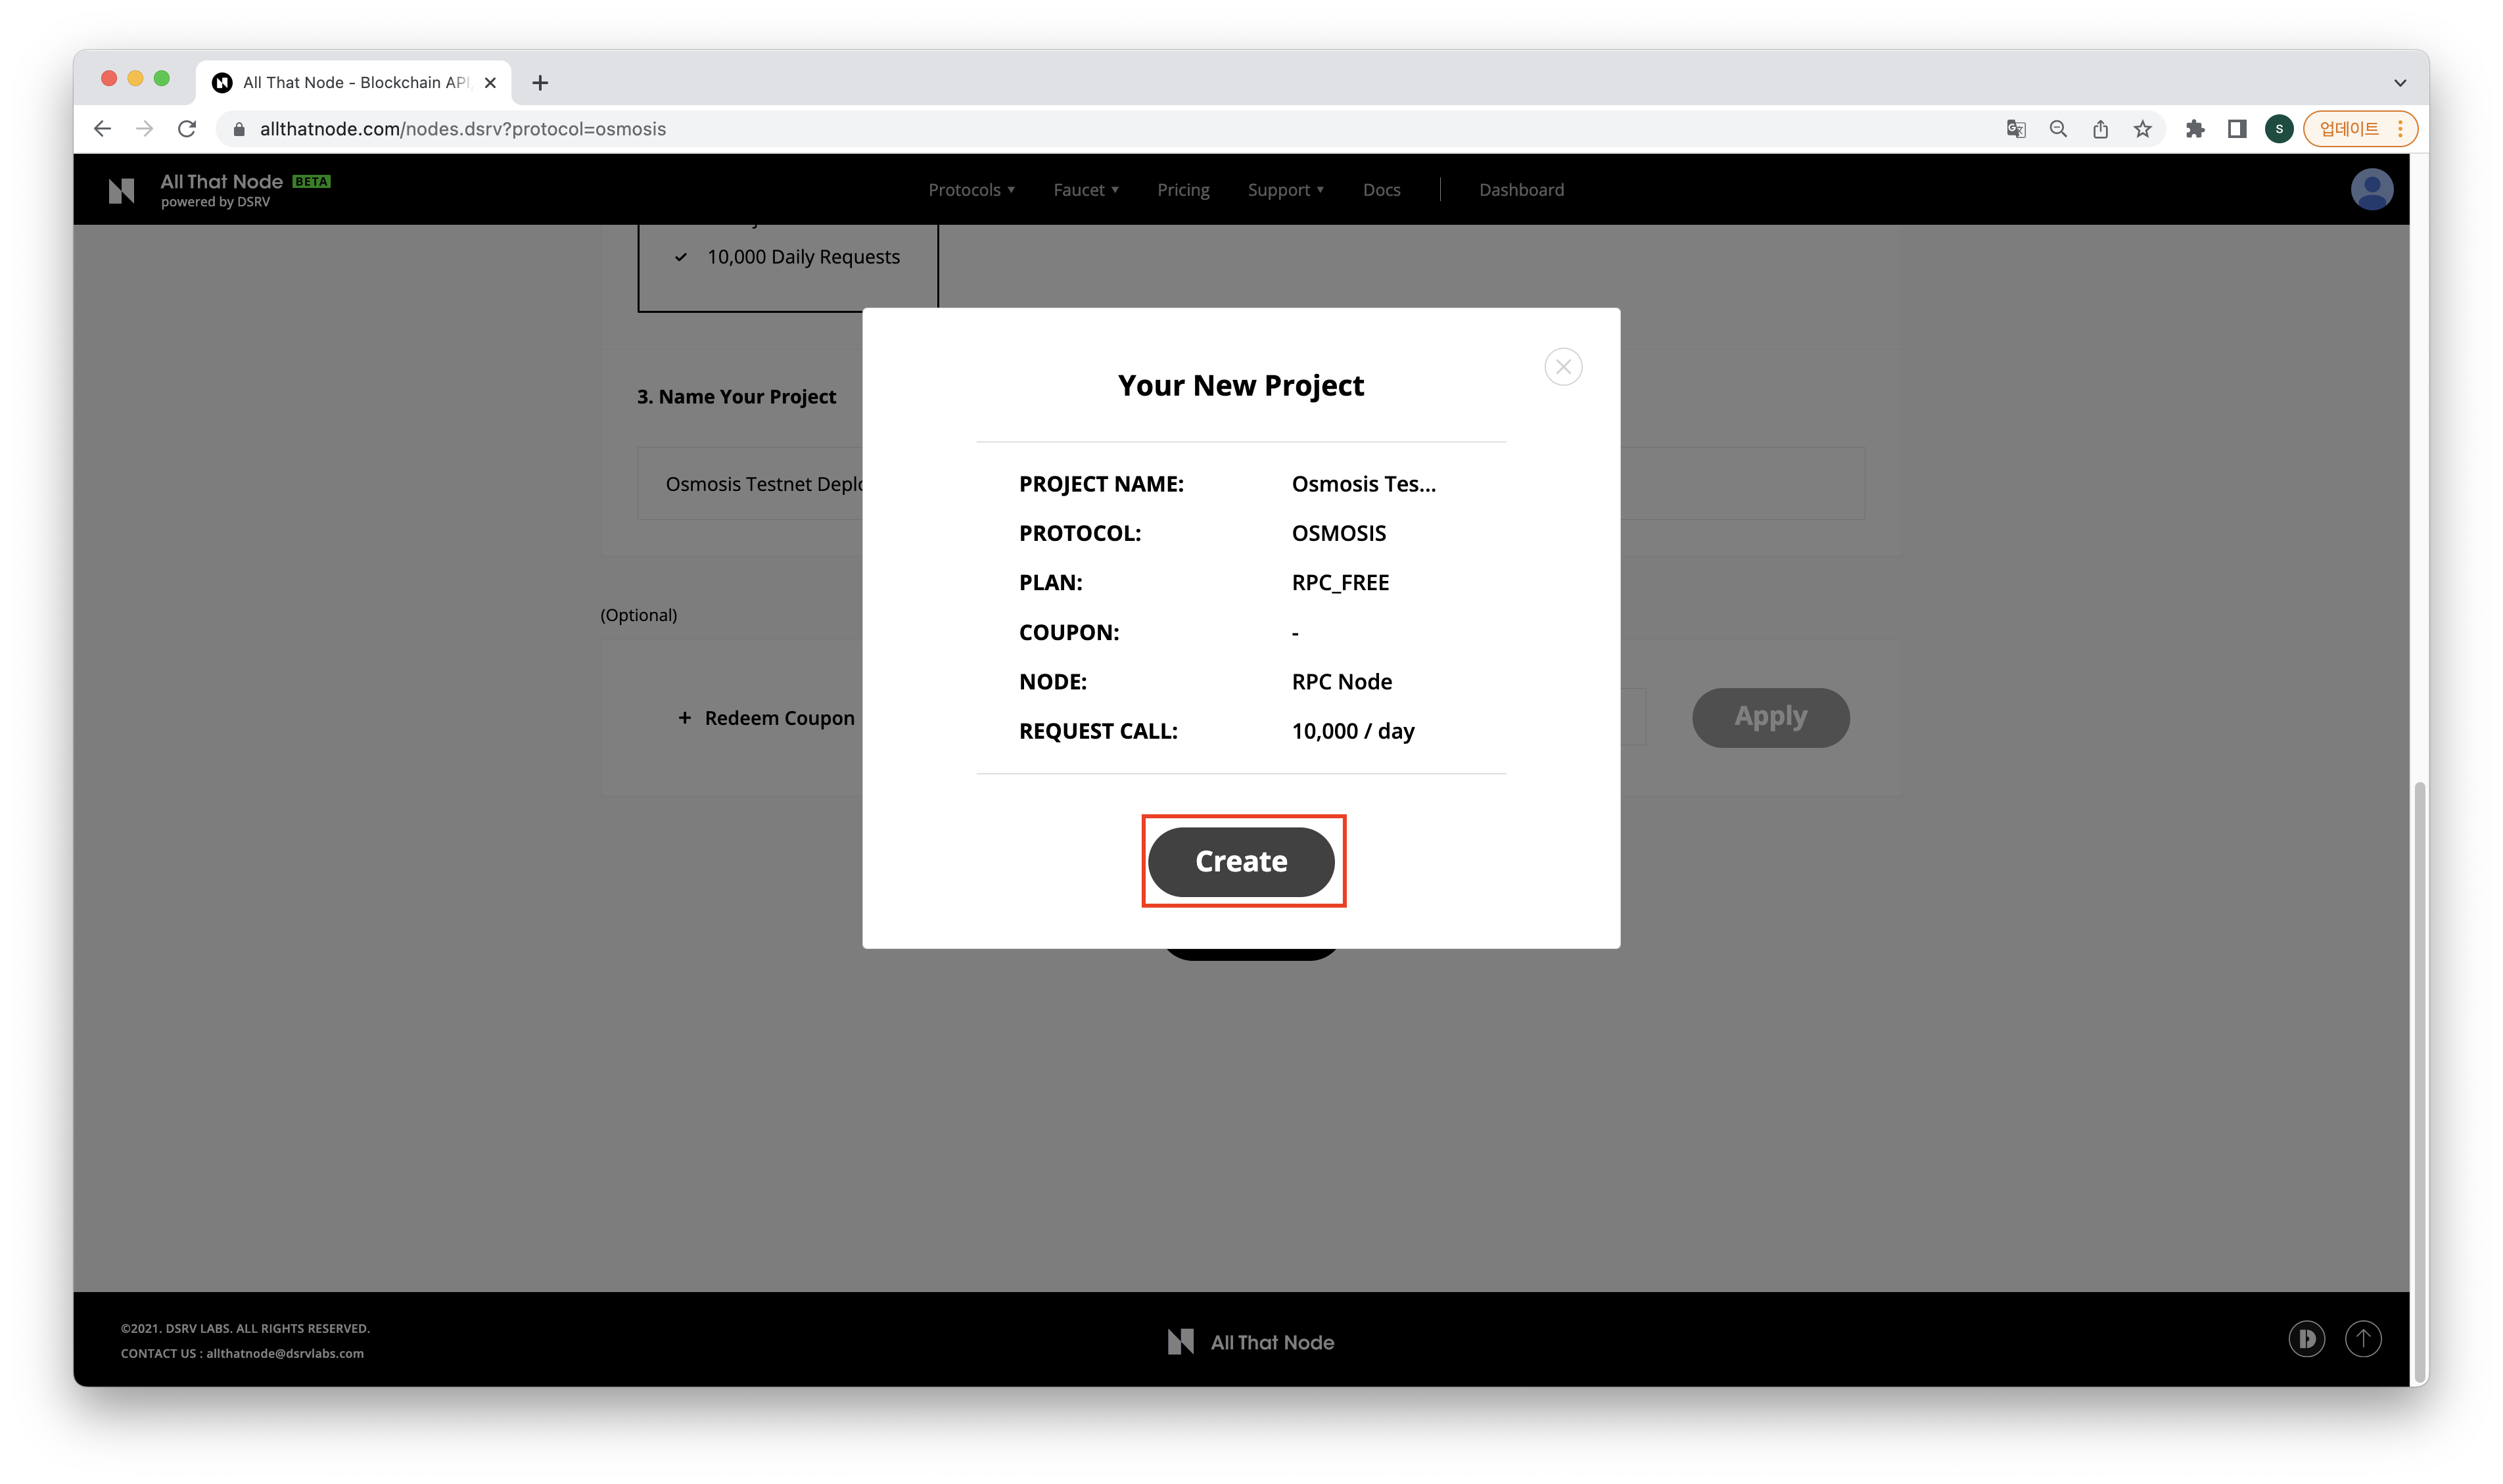 All That Node - Blockchain API
allthatnode.com/nodes.dsrv?protocol=osmosis
S
업데이트
All That Node BETA
powered by DSRV
Protocols ▼ Faucet ▼ Pricing Support ▼ Docs Dashboard
10,000 Daily Requests
3. Name Your Project
Osmosis Testnet Deplo
(Optional)
+ Redeem Coupon
Apply
Your New Project
PROJECT NAME: Osmosis Tes...
PROTOCOL: OSMOSIS
PLAN: RPC_FREE
COUPON: -
NODE: RPC Node
REQUEST CALL: 10,000 / day
Create
©2021. DSRV LABS. ALL RIGHTS RESERVED.
CONTACT US : allthatnode@dsrvlabs.com
All That Node